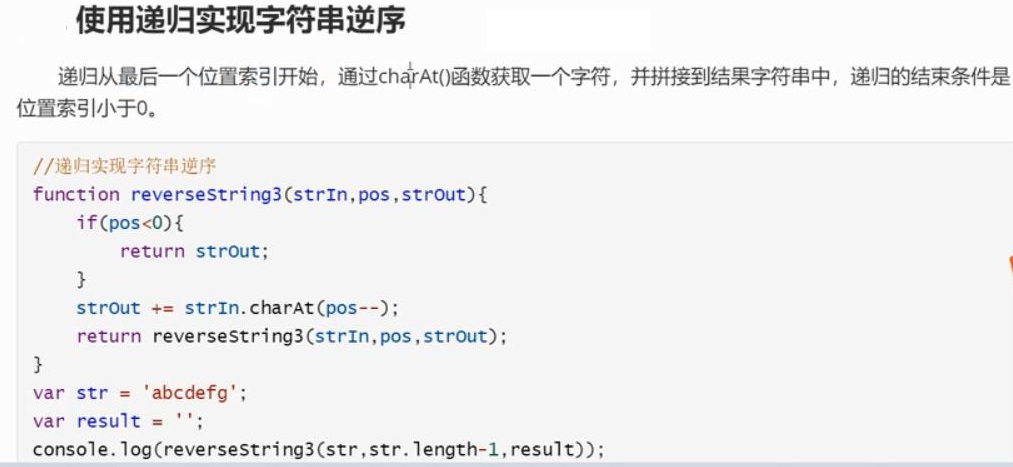 使用递归实现字符串逆序
递归从最后一个位置索引开始，通过charAt()函数获取一个字符，并拼接到结果字符串中，递归的结束条件是
位置索引小于0。
//递归实现字符串逆序
function reverseString3(strIn,pos,strOut){
    if(pos<0){
        return strOut;
    }
    strOut += strIn.charAt(pos--);
    return reverseString3(strIn,pos,strOut);
}
var str = 'abcdefg';
var result = '';
console.log(reverseString3(str,str.length-1,result));